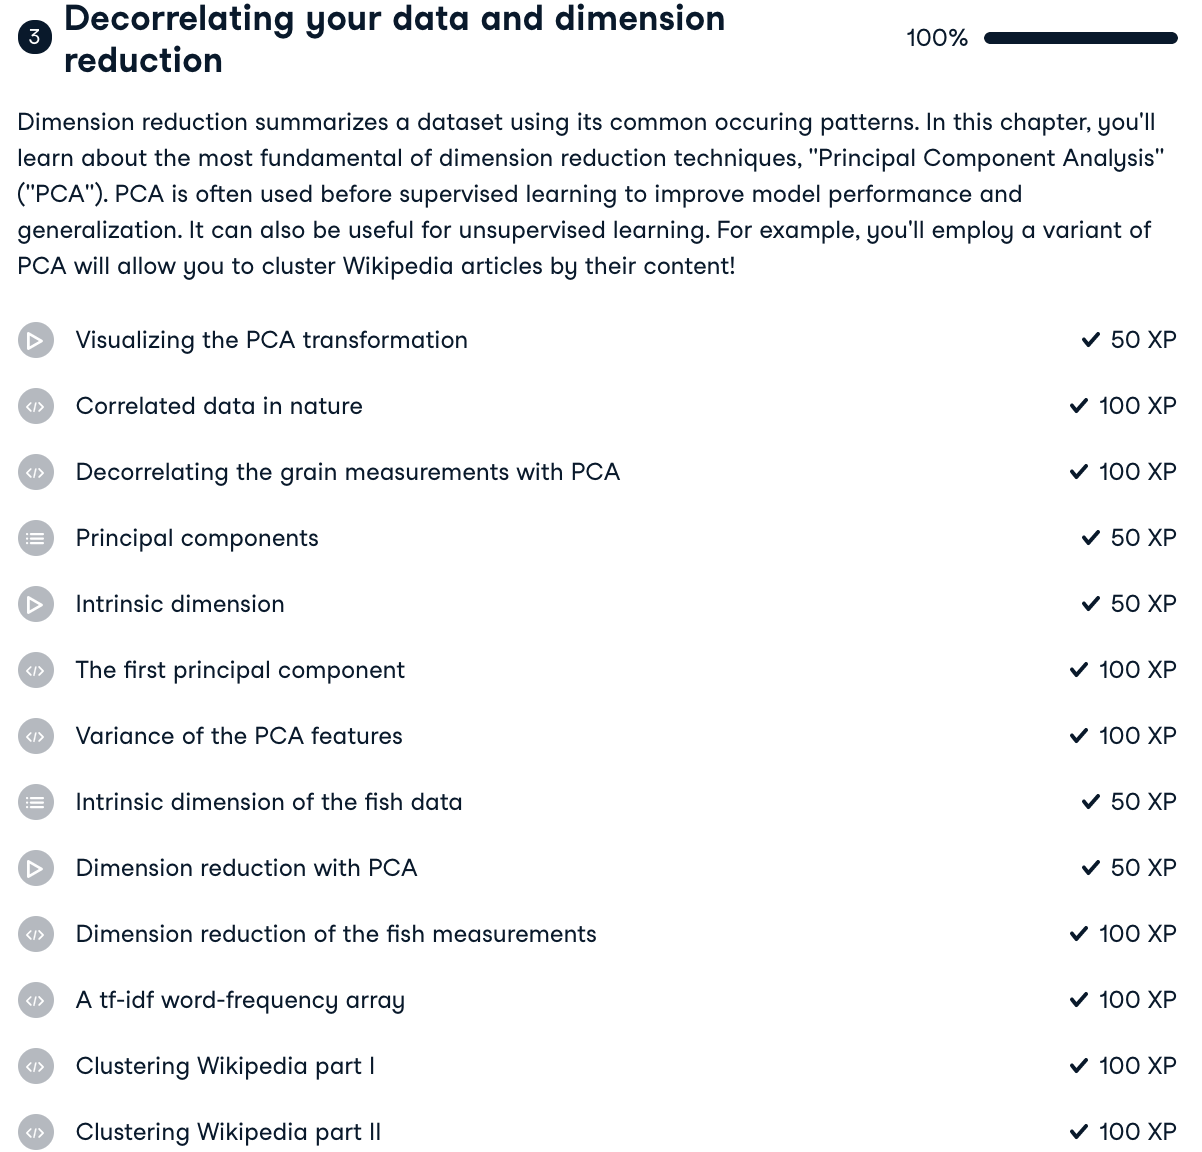 3
Decorrelating your data and dimension
reduction
100%
Dimension reduction summarizes a dataset using its common occuring patterns. In this chapter, you'll
learn about the most fundamental of dimension reduction techniques, "Principal Component Analysis"
("PCA"). PCA is often used before supervised learning to improve model performance and
generalization. It can also be useful for unsupervised learning. For example, you'll employ a variant of
PCA will allow you to cluster Wikipedia articles by their content!
Visualizing the PCA transformation 50 XP
Correlated data in nature 100 XP
Decorrelating the grain measurements with PCA 100 XP
Principal components 50 XP
Intrinsic dimension 50 XP
The first principal component 100 XP
Variance of the PCA features 100 XP
Intrinsic dimension of the fish data 50 XP
Dimension reduction with PCA 50 XP
Dimension reduction of the fish measurements 100 XP
A tf-idf word-frequency array 100 XP
Clustering Wikipedia part I 100 XP
Clustering Wikipedia part II 100 XP